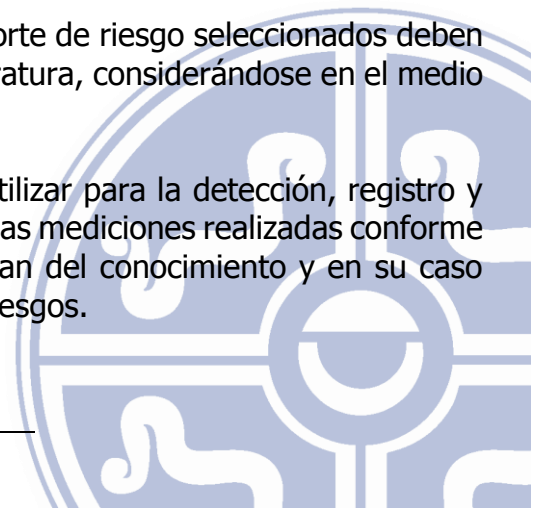 orte de riesgo seleccionados deben
ratura, considerándose en el medio
tilizar para la detección, registro y
as mediciones realizadas conforme
an del conocimiento y en su caso
esgos.